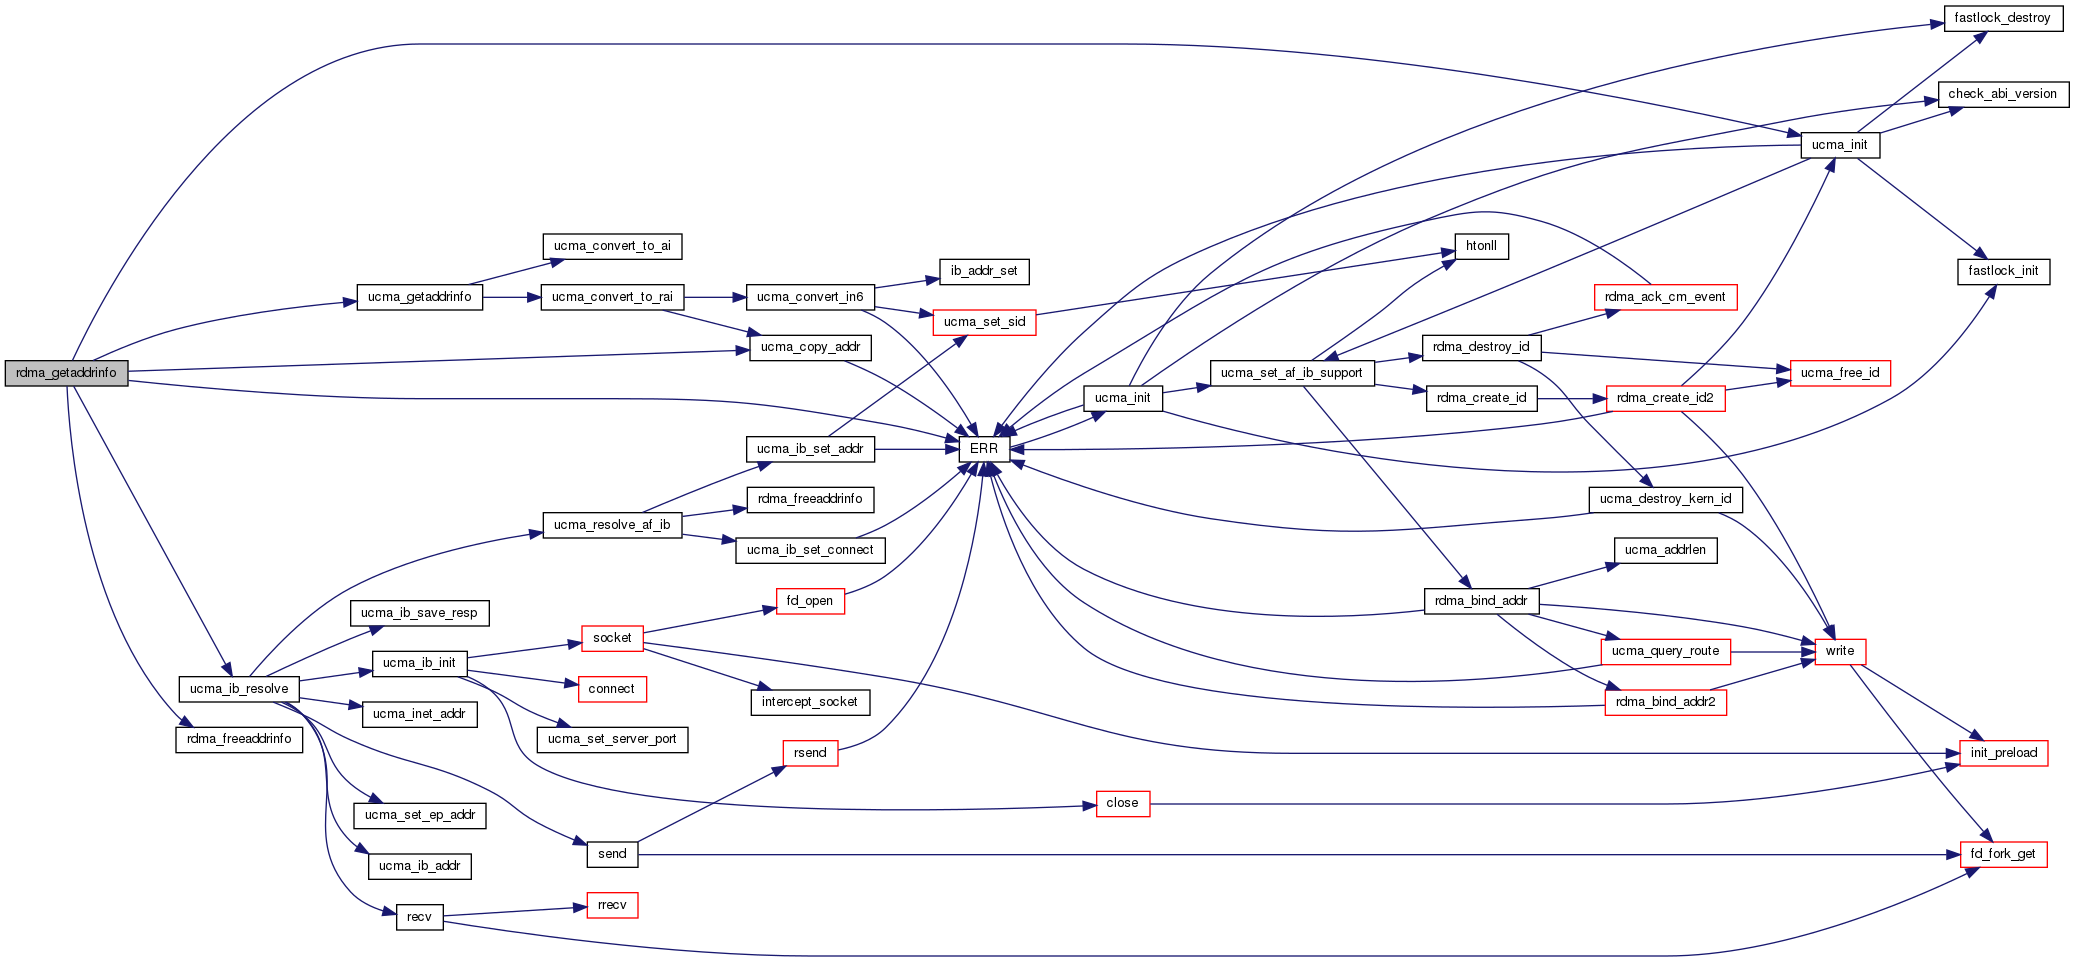 fastlock_destroy
check_abi_version
ucma_init
ucma_convert_to_ai
htonll
ib_addr_set
fastlock_init
ucma_getaddrinfo
ucma_convert_to_rai
ucma_convert_in6
rdma_ack_cm_event
ucma_set_sid
ucma_copy_addr
rdma_destroy_id
rdma_getaddrinfo
ucma_set_af_ib_support
ucma_free_id
ucma_init
rdma_create_id
rdma_create_id2
ucma_ib_set_addr
ERR
rdma_freeaddrinfo
ucma_destroy_kern_id
ucma_resolve_af_ib
ucma_ib_set_connect
ucma_addrlen
fd_open
rdma_bind_addr
ucma_ib_save_resp
socket
ucma_query_route
write
ucma_ib_init
ucma_ib_resolve
connect
intercept_socket
rdma_bind_addr2
ucma_inet_addr
rdma_freeaddrinfo
ucma_set_server_port
rsend
init_preload
close
ucma_set_ep_addr
send
fd_fork_get
ucma_ib_addr
rrecv
recv